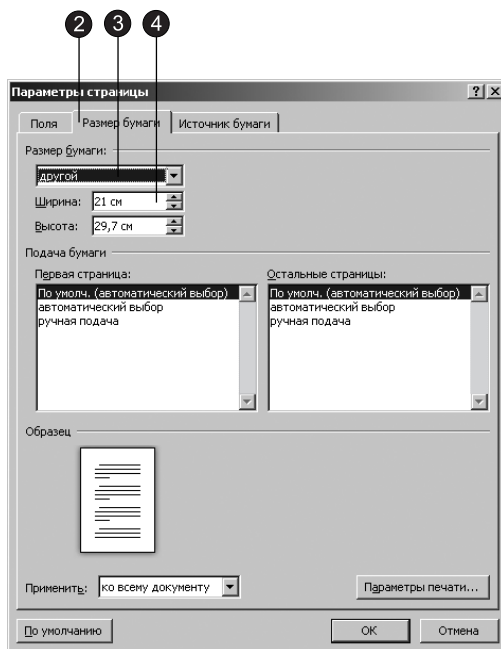 2 3 4
Параметры страницы
Поля Размер бумаги Источник бумаги
Размер бумаги:
другой
Ширина: 21 см
Высота: 29,7 см
Подача бумаги
Первая страница: Остальные страницы:
По умолч. (автоматический выбор) По умолч. (автоматический выбор)
автоматический выбор автоматический выбор
ручная подача ручная подача
Образец
Применить: ко всему документу Параметры печати...
По умолчанию ОК Отмена